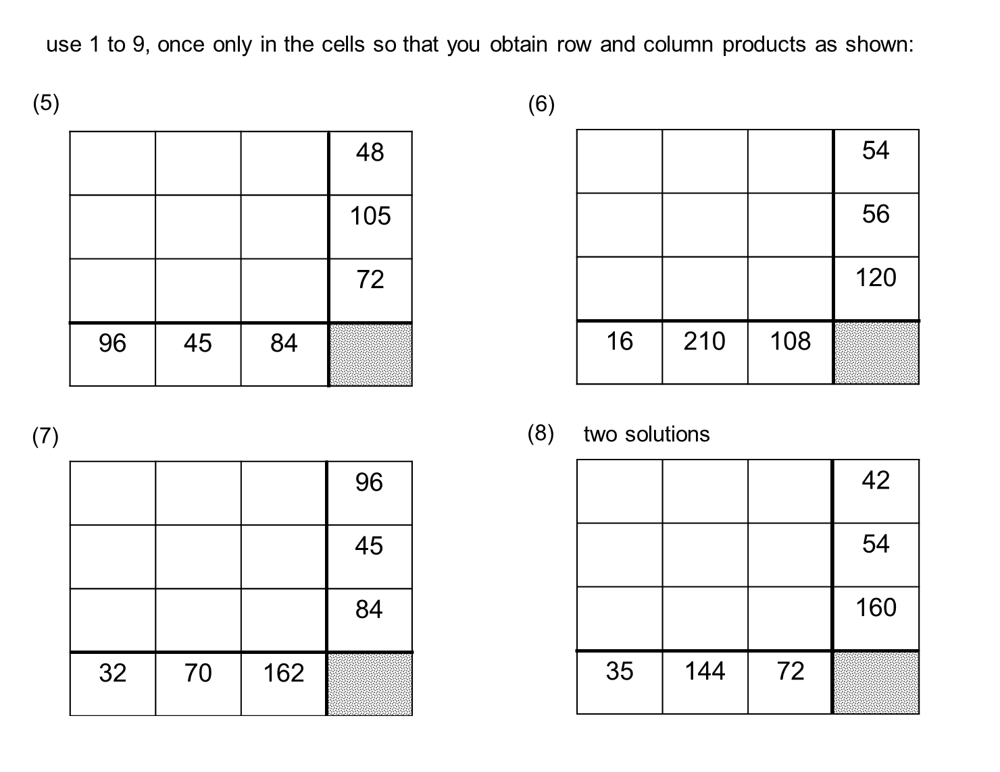 use 1 to 9, once only in the cells so that you obtain row and column products as shown:
(5)
48
105
72
96 45 84
(6)
54
56
120
16 210 108
(7)
96
45
84
32 70 162
(8) two solutions
42
54
160
35 144 72